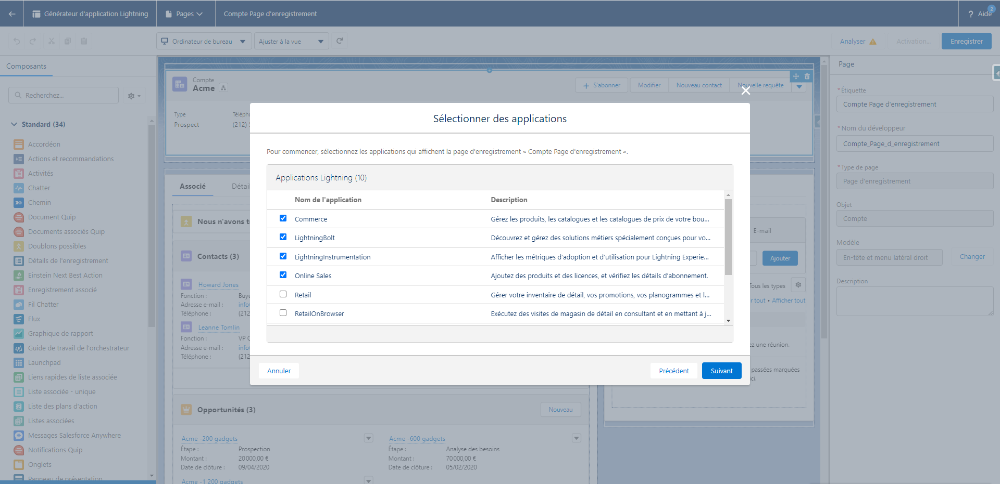 Générateur d'application Lightning
Pages
Compte Page d'enregistrement
? Aide
2
Ordinateur de bureau
Ajuster à la vue
Analyser
Activation...
Enregistrer
Composants
Recherchez...
Standard (34)
Accordéon
Actions et recommandations
Activités
Chatter
Chemin
Document Quip
Documents associés Quip
Doublons possibles
Détails de l'enregistrement
Einstein Next Best Action
Enregistrement associé
Fil Chatter
Flux
Graphique de rapport
Guide de travail de l'orchestrateur
Launchpad
Liens rapides de liste associée
Liste associée - unique
Liste des plans d'action
Listes associées
Messages Salesforce Anywhere
Notifications Quip
Onglets
Panneau de présentation
Compte
Acme
S'abonner
Modifier
Nouveau contact
Nouvelle requête
Type
Prospect
(212)
Associé
Nous n'avons
Contacts (3)
Howard Jones
Fonction :
Adresse e-mail :
Téléphone :
Leanne Tomlin
Fonction :
VP
Adresse e-mail :
Téléphone :
Opportunités (3)
Nouveau
Acme -200 gadgets
Étape :
Prospection
Montant :
20 000,00 €
Date de clôture :
09/04/2020
Acme -600 gadgets
Étape :
Analyse des besoins
Montant :
70 000,00 €
Date de clôture :
05/02/2020
Acme -1 200 gadgets
Sélectionner des applications
Pour commencer, sélectionnez les applications qui affichent la page d'enregistrement « Compte Page d'enregistrement ».
Applications Lightning (10)
Nom de l'application
Description
Commerce
Gérez les produits, les catalogues et les catalogues de prix de votre bou...
LightningBolt
Découvrez et gérez des solutions métiers spécialement conçues pour vo...
LightningInstrumentation
Afficher les métriques d'adoption et d'utilisation pour Lightning Experie...
Online Sales
Ajoutez des produits et des licences, et vérifiez les détails d'abonnement.
Retail
Gérer votre inventaire de détail, vos promotions, vos planogrammes et l...
RetailOnBrowser
Exécutez des visites de magasin de détail en consultant et en mettant à j...
Annuler
Précédent
Suivant
E-mail
Ajouter
Tous les types
tout • Afficher tout
une réunion.
passées marquées
ici.
Page
* Étiquette
Compte Page d'enregistrement
* Nom du développeur
Compte_Page_d_enregistrement
* Type de page
Page d'enregistrement
Objet
Compte
Modèle
En-tête et menu latéral droit
Changer
Description